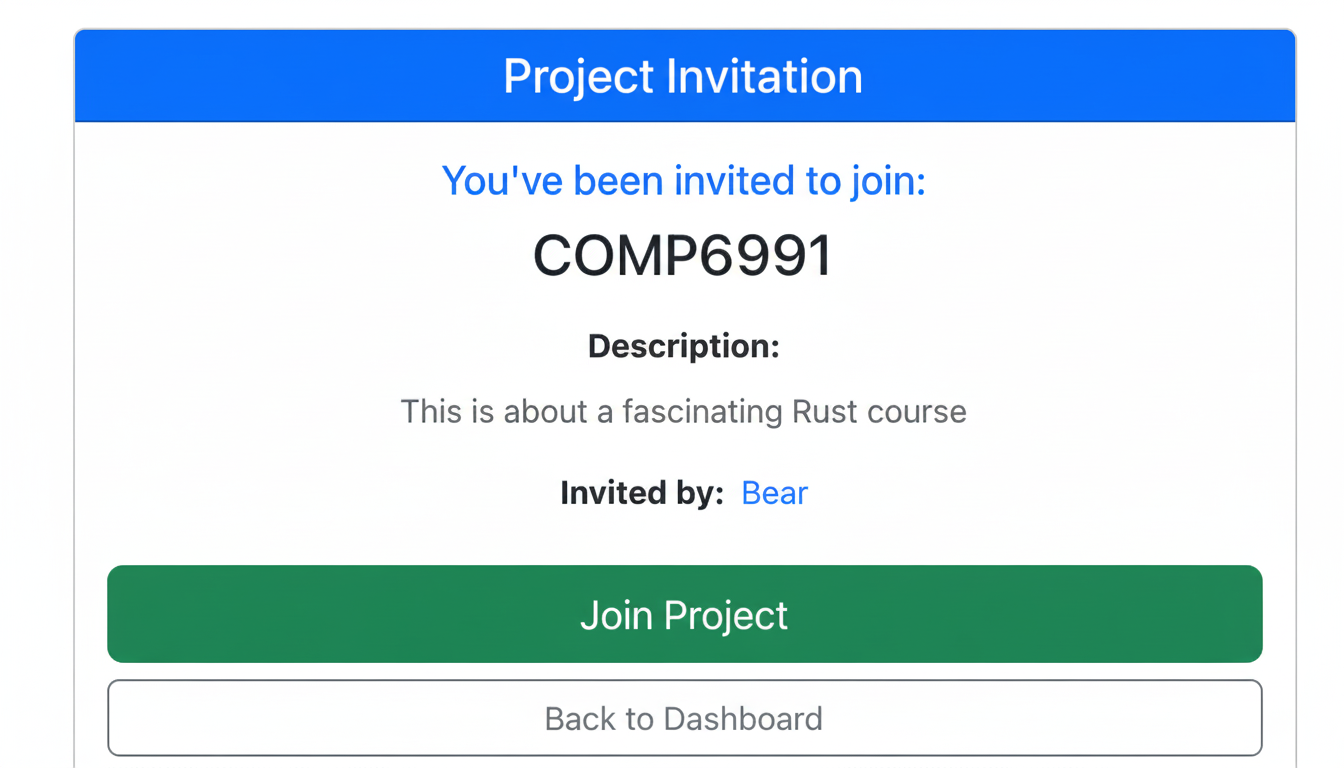 Project Invitation
You've been invited to join:
COMP6991
Description:
This is about a fascinating Rust course
Invited by: Bear
Join Project
Back to Dashboard